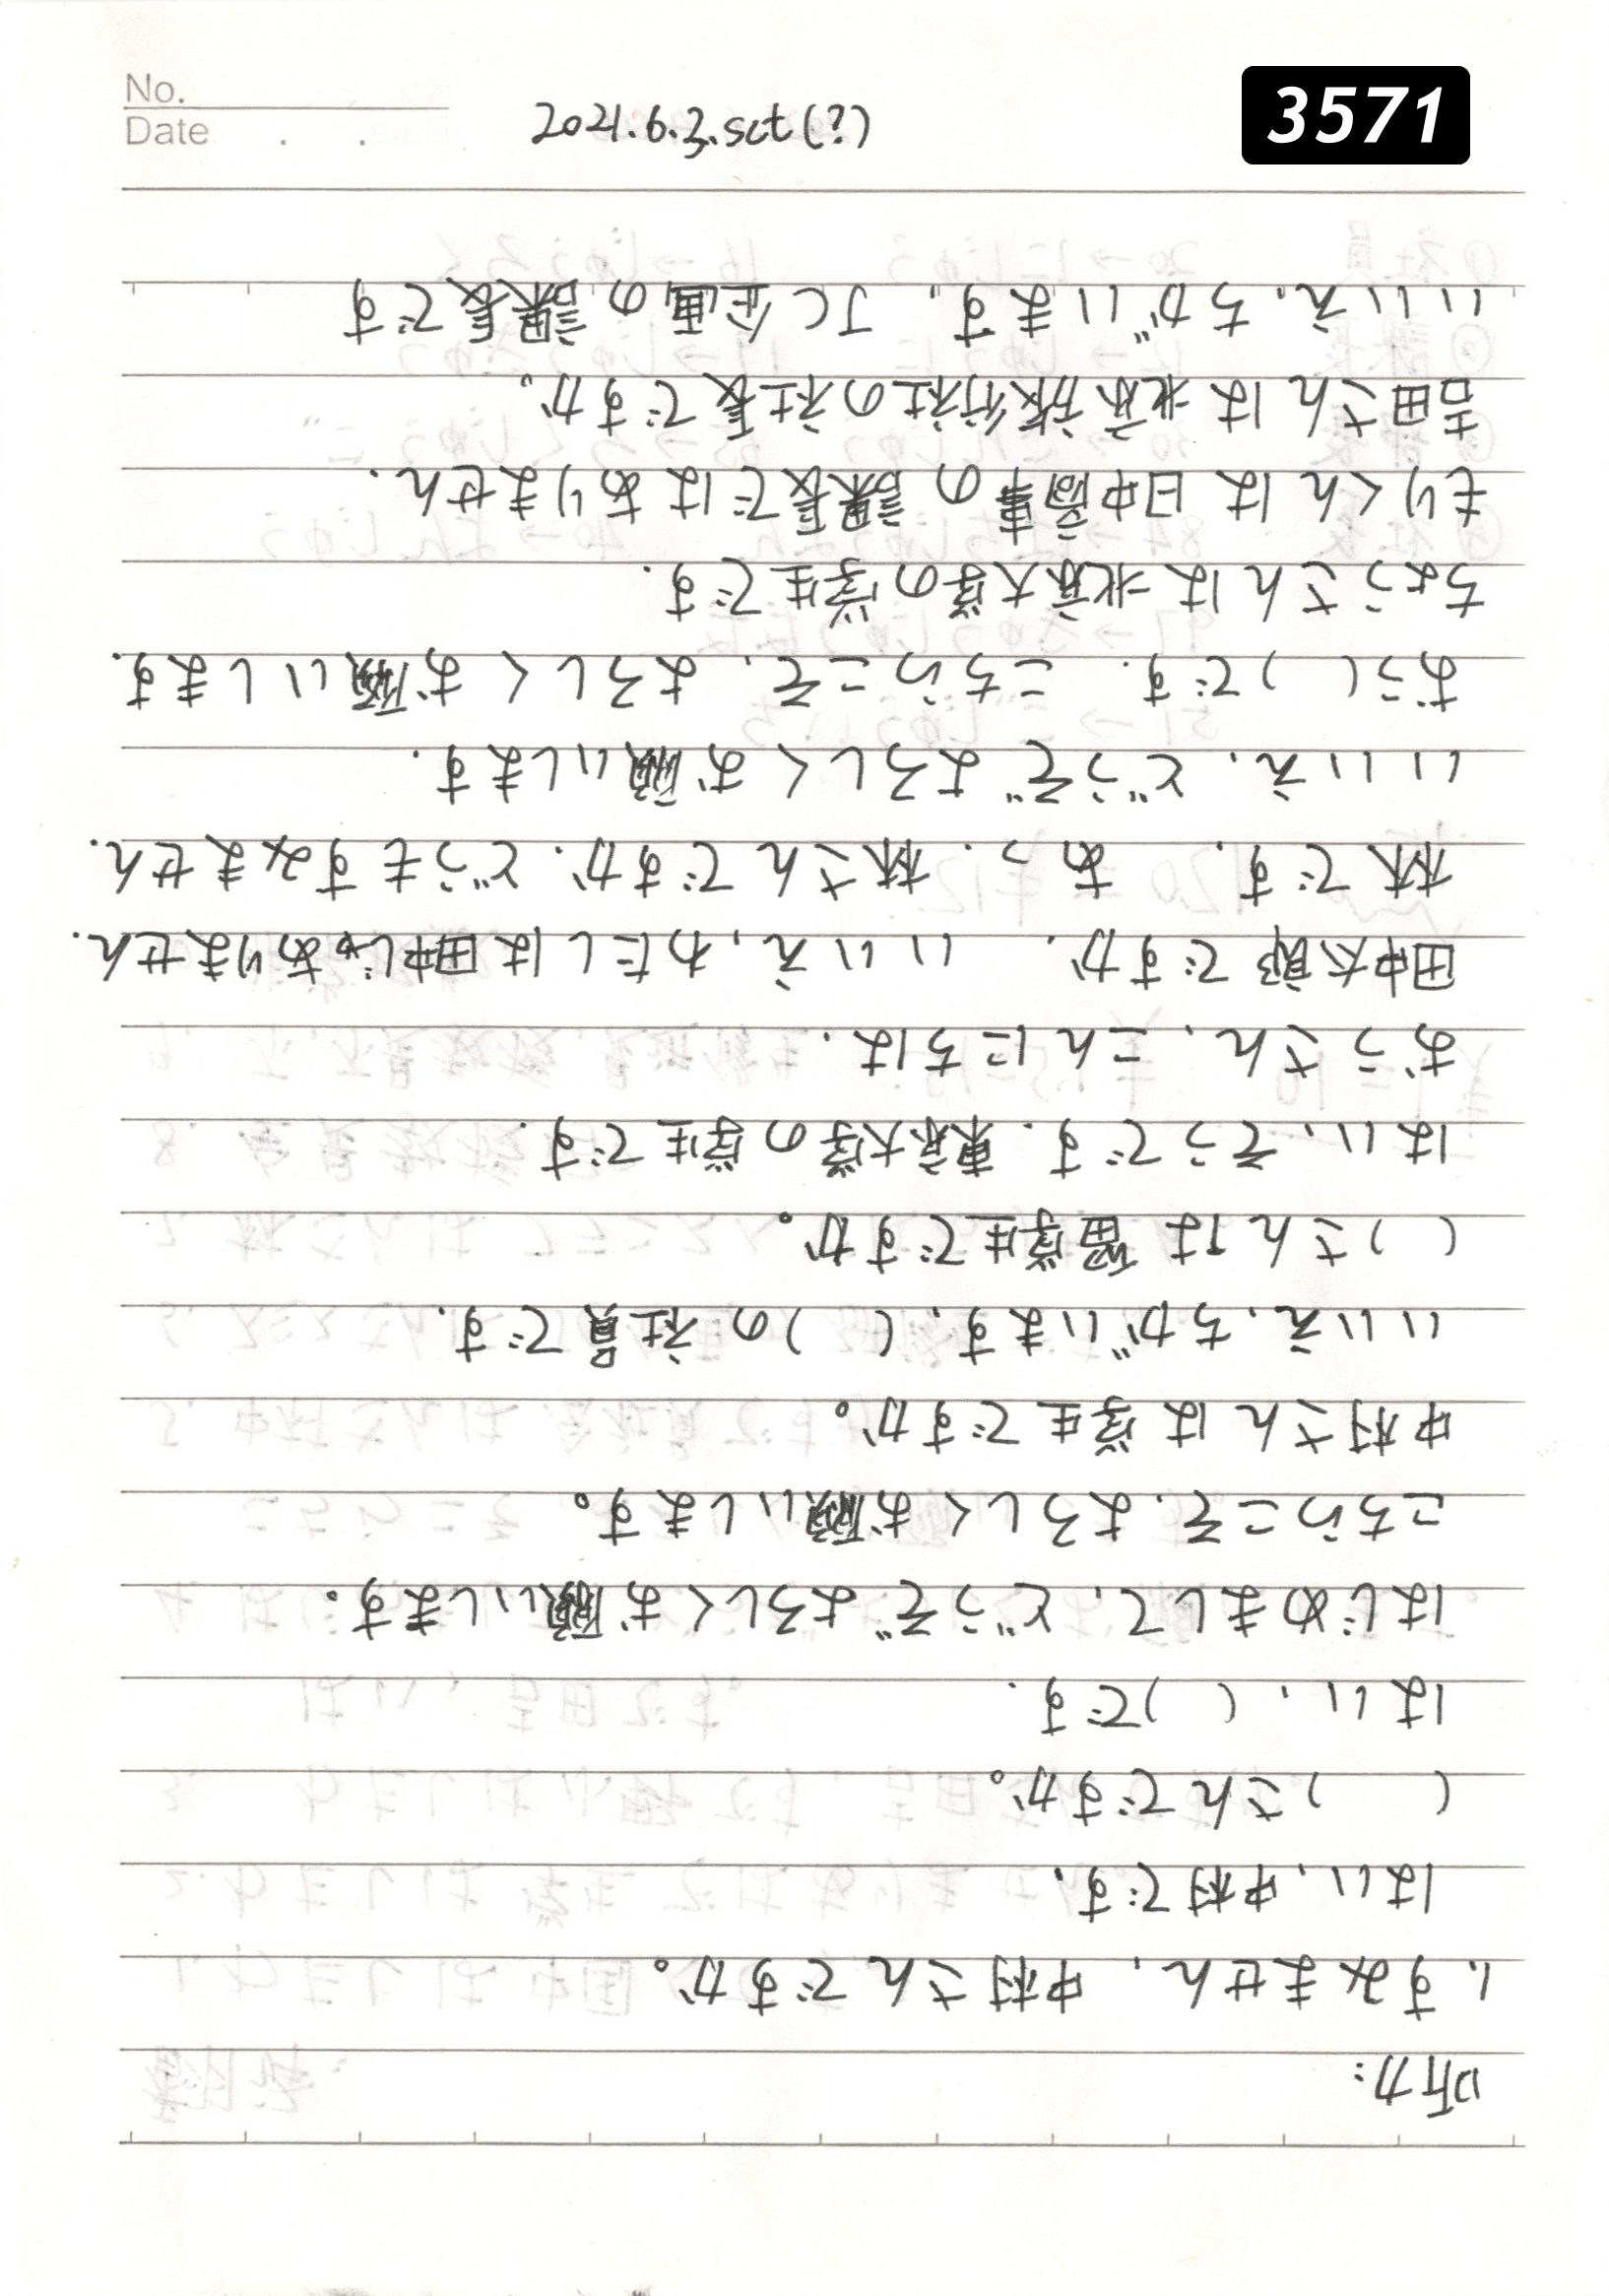 No.
Date . .
2021.6.3.sct(?)
3571
听力:
1. すみません、中村さんですか。
はい、中村です.
( )さんですか。
はい、( )です.
はじめまして、どうぞよろしくお願いします。
こちらこそ、よろしくお願いします。
中村さんは学生ですか。
いいえ、ちがいます、( )の社員です.
( )さんは留学生ですか。
はい、そうです. 東京大学の学生です.
おうさん、こんにちは.
田中太郎ですか. いいえ、わたしは田中じゃありません.
林です. あっ. 林さんですか. どうもすみません.
いいえ、どうぞよろしくお願いします.
おう( )です. こちらこそ、よろしくお願いします.
ちょうさんは北京大学の学生です.
もりくんは日中商事の課長ではありません.
吉田さんは北京旅行社の社長ですか。
いいえ、ちがいます。JC企画の課長です